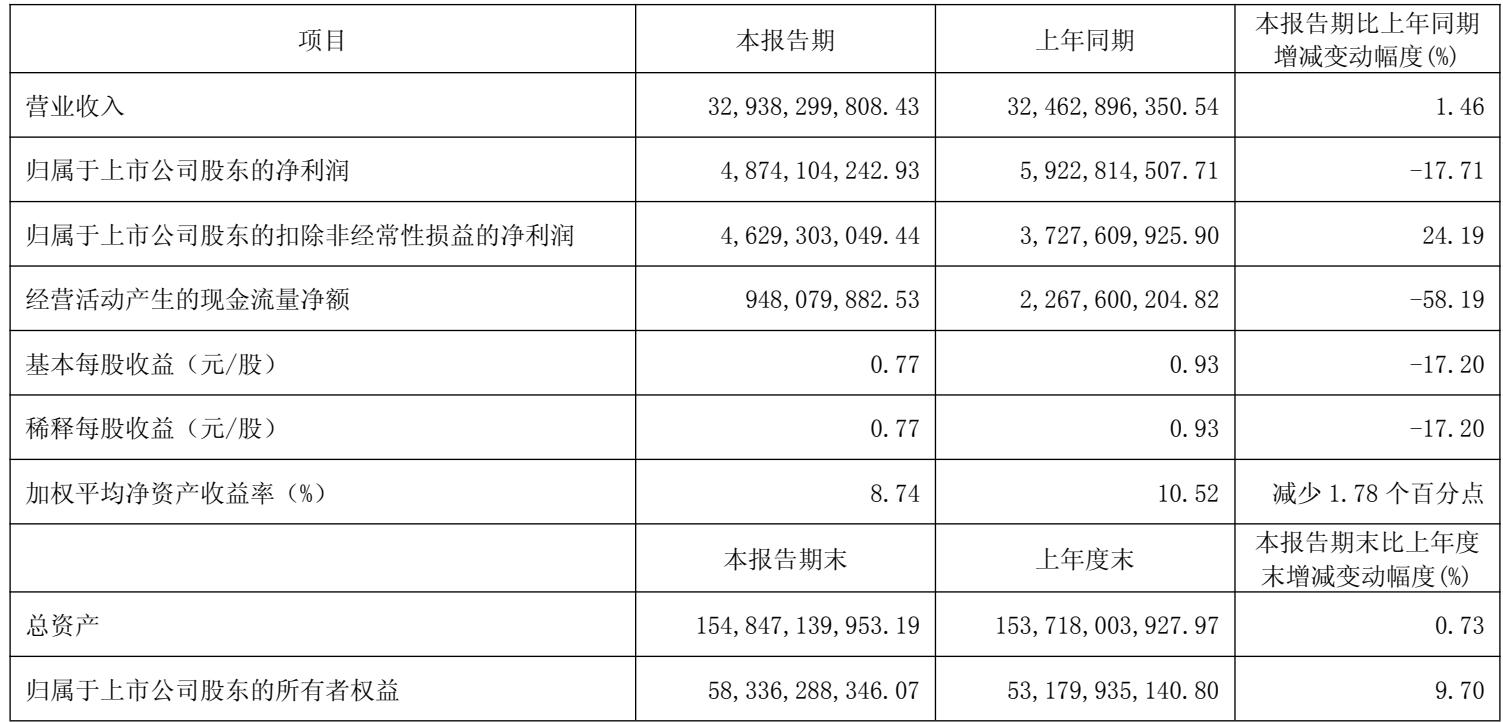 项目 本报告期 上年同期 本报告期比上年同期
增减变动幅度(%)
营业收入 32,938,299,808.43 32,462,896,350.54 1.46
归属于上市公司股东的净利润 4,874,104,242.93 5,922,814,507.71 -17.71
归属于上市公司股东的扣除非经常性损益的净利润 4,629,303,049.44 3,727,609,925.90 24.19
经营活动产生的现金流量净额 948,079,882.53 2,267,600,204.82 -58.19
基本每股收益（元/股） 0.77 0.93 -17.20
稀释每股收益（元/股） 0.77 0.93 -17.20
加权平均净资产收益率（%） 8.74 10.52 减少1.78个百分点
本报告期末 上年度末 本报告期末比上年度
末增减变动幅度(%)
总资产 154,847,139,953.19 153,718,003,927.97 0.73
归属于上市公司股东的所有者权益 58,336,288,346.07 53,179,935,140.80 9.70